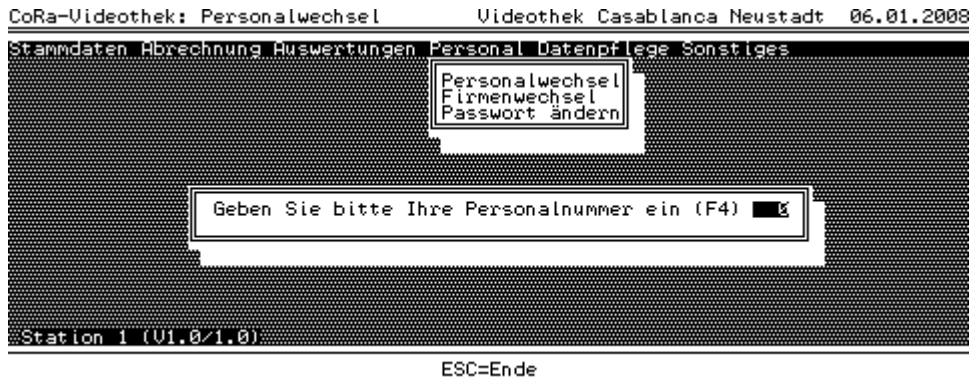 CoRa-Videothek: Personalwechsel Videothek Casablanca Neustadt 06.01.2008
Stammdaten Abrechnung Auswertungen Personal Datenpflege Sonstiges
Personalwechsel
Firmenwechsel
Passwort ändern
Geben Sie bitte Ihre Personalnummer ein (F4) 0
Station 1 (V1.0/1.0)
ESC=Ende